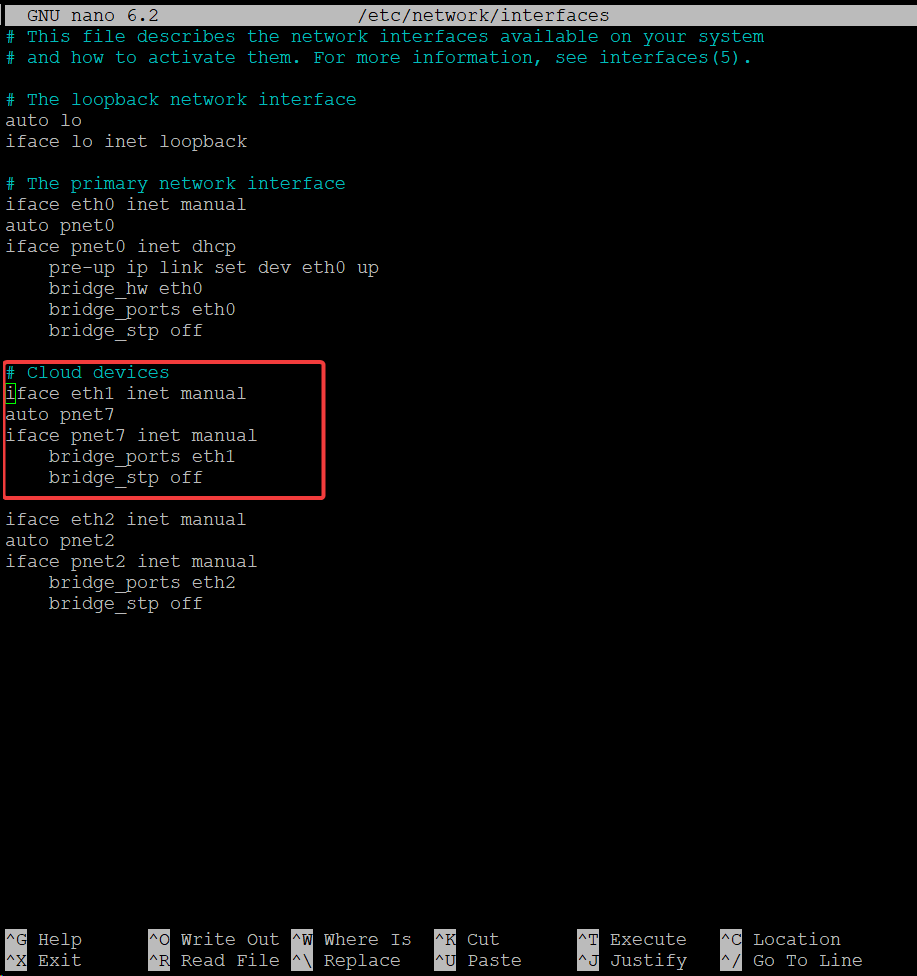 GNU nano 6.2 /etc/network/interfaces
# This file describes the network interfaces available on your system
# and how to activate them. For more information, see interfaces(5).
# The loopback network interface
auto lo
iface lo inet loopback
# The primary network interface
iface eth0 inet manual
auto pnet0
iface pnet0 inet dhcp
    pre-up ip link set dev eth0 up
    bridge_hw eth0
    bridge_ports eth0
    bridge_stp off
# Cloud devices
iface eth1 inet manual
auto pnet7
iface pnet7 inet manual
    bridge_ports eth1
    bridge_stp off
iface eth2 inet manual
auto pnet2
iface pnet2 inet manual
    bridge_ports eth2
    bridge_stp off
^G Help ^O Write Out ^W Where Is ^K Cut ^T Execute ^C Location
^X Exit ^R Read File ^\ Replace ^U Paste ^J Justify ^/ Go To Line